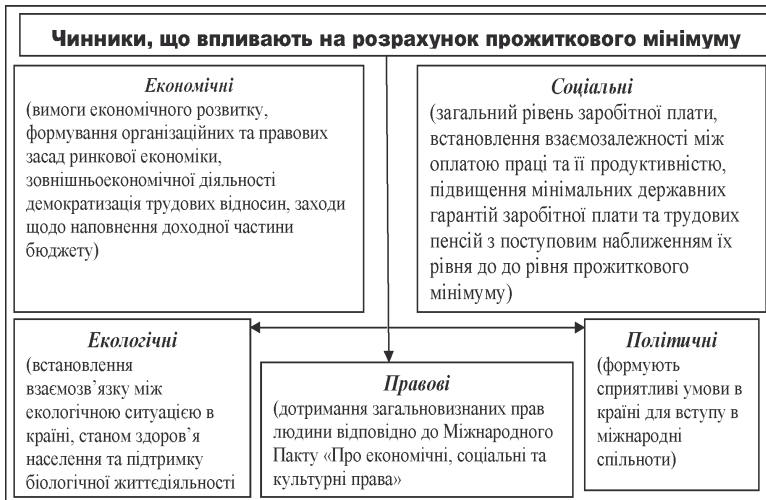 Чинники, що впливають на розрахунок прожиткового мінімуму
Економічні
(вимоги економічного розвитку,
формування організаційних та правових
засад ринкової економіки,
зовнішньоекономічної діяльності
демократизація трудових відносин, заходи
щодо наповнення доходної частини
бюджету)
Соціальні
(загальний рівень заробітної плати,
встановлення взаємозалежності між
оплатою праці та її продуктивністю,
підвищення мінімальних державних
гарантій заробітної плати та трудових
пенсій з поступовим наближенням їх
рівня до до рівня прожиткового
мінімуму)
Екологічні
(встановлення
взаємозв’язку між
екологічною ситуацією в
країні, станом здоров’я
населення та підтримку
біологічної життєдіяльності
Правові
(дотримання загальновизнаних прав
людини відповідно до Міжнародного
Пакту «Про економічні, соціальні та
культурні права»
Політичні
(формують
сприятливі умови в
країні для вступу в
міжнародні
спільноти)